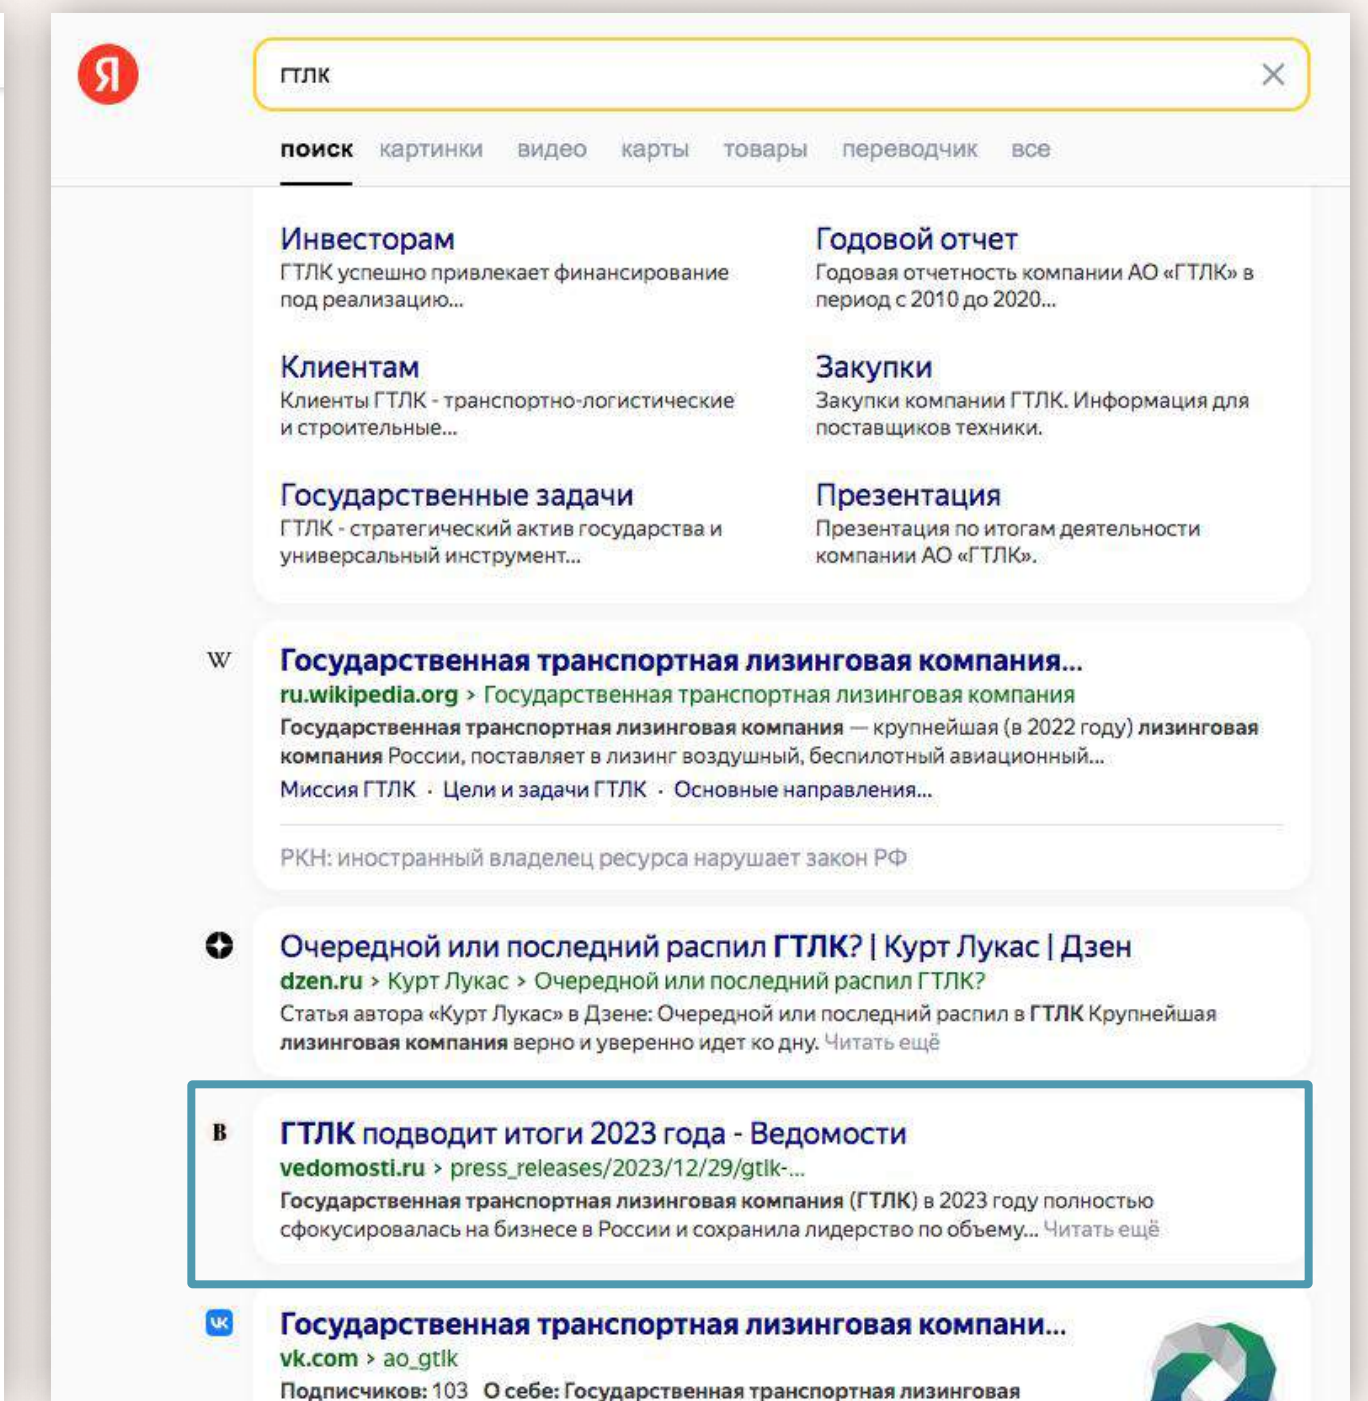 Я
ГТЛК
поиск картинки видео карты товары переводчик все
Инвесторам
ГТЛК успешно привлекает финансирование
под реализацию...
Годовой отчет
Годовая отчетность компании АО «ГТЛК» в
период с 2010 до 2020...
Клиентам
Клиенты ГТЛК - транспортно-логистические
и строительные...
Закупки
Закупки компании ГТЛК. Информация для
поставщиков техники.
Государственные задачи
ГТЛК - стратегический актив государства и
универсальный инструмент...
Презентация
Презентация по итогам деятельности
компании АО «ГТЛК».
W
Государственная транспортная лизинговая компания...
ru.wikipedia.org › Государственная транспортная лизинговая компания
Государственная транспортная лизинговая компания — крупнейшая (в 2022 году) лизинговая
компания России, поставляет в лизинг воздушный, беспилотный авиационный...
Миссия ГТЛК · Цели и задачи ГТЛК · Основные направления...
РКН: иностранный владелец ресурса нарушает закон РФ
Очередной или последний распил ГТЛК? | Курт Лукас | Дзен
dzen.ru › Курт Лукас › Очередной или последний распил ГТЛК?
Статья автора «Курт Лукас» в Дзене: Очередной или последний распил в ГТЛК Крупнейшая
лизинговая компания верно и уверенно идет ко дну. Читать ещё
В
ГТЛК подводит итоги 2023 года - Ведомости
vedomosti.ru › press_releases/2023/12/29/gtlk-...
Государственная транспортная лизинговая компания (ГТЛК) в 2023 году полностью
сфокусировалась на бизнесе в России и сохранила лидерство по объему... Читать ещё
Государственная транспортная лизинговая компани...
vk.com › ao_gtlk
Подписчиков: 103 О себе: Государственная транспортная лизинговая